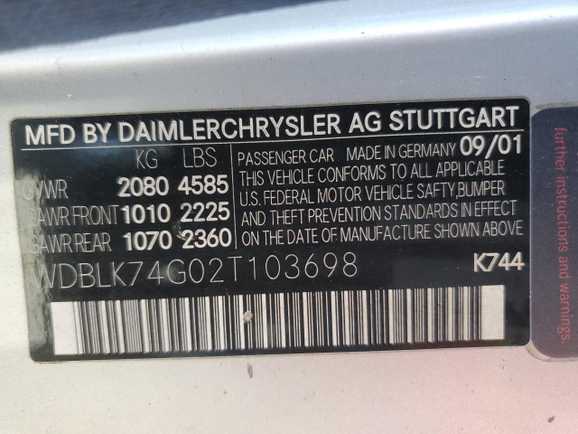 MFD BY DAIMLERCHRYSLER AG STUTTGART
KG LBS PASSENGER CAR MADE IN GERMANY 09/01
GVWR 2080 4585 THIS VEHICLE CONFORMS TO ALL APPLICABLE
GAWR FRONT 1010 2225 U.S. FEDERAL MOTOR VEHICLE SAFTY, BUMPER
GAWR REAR 1070 2360 AND THEFT PREVENTION STANDARDS IN EFFECT
ON THE DATE OF MANUFACTURE SHOWN ABOVE
WDBLK74G02T103698 K744
further instructions and warnings.